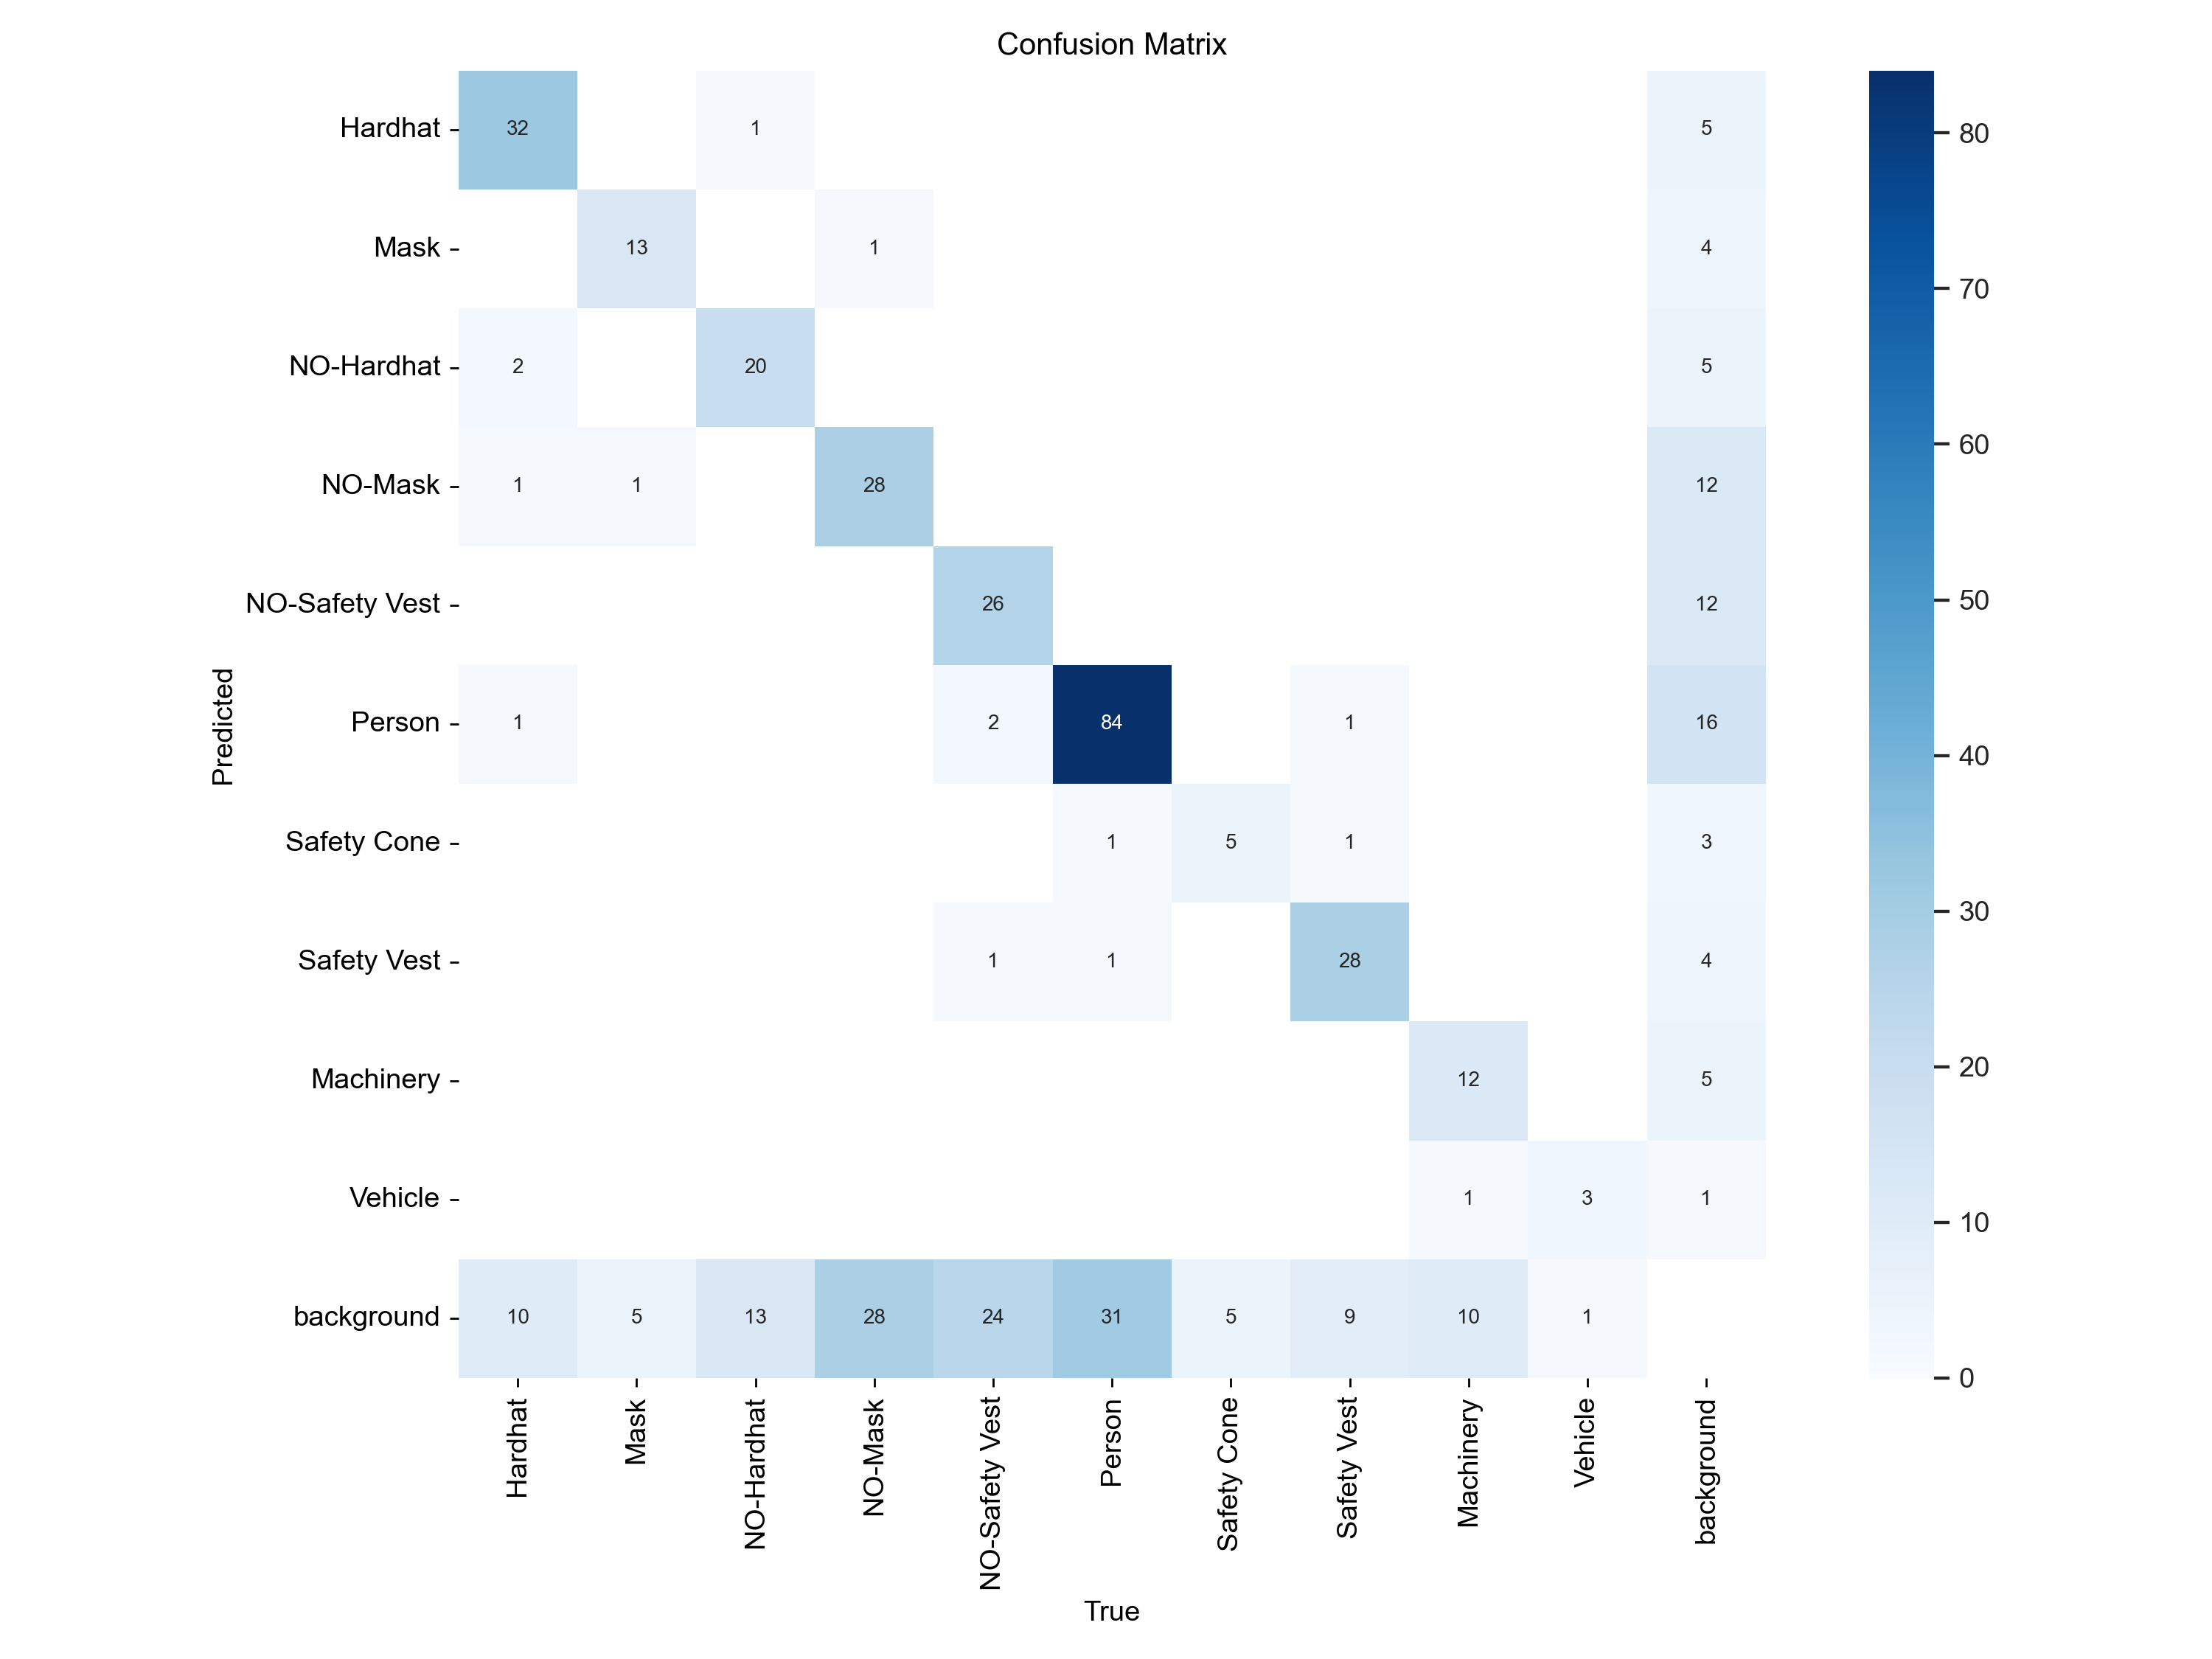 Confusion Matrix
Hardhat 32 1 5
80
Mask 13 1 4
70
NO-Hardhat 2 20 5
60
NO-Mask 1 1 28 12
50
NO-Safety Vest 26 12
Predicted
Person 1 2 84 1 16
40
Safety Cone 1 5 1 3
30
Safety Vest 1 1 28 4
20
Machinery 12 5
Vehicle 1 3 1
10
background 10 5 13 28 24 31 5 9 10 1
0
Hardhat
Mask
NO-Hardhat
NO-Mask
NO-Safety Vest
Person
Safety Cone
Safety Vest
Machinery
Vehicle
background
True